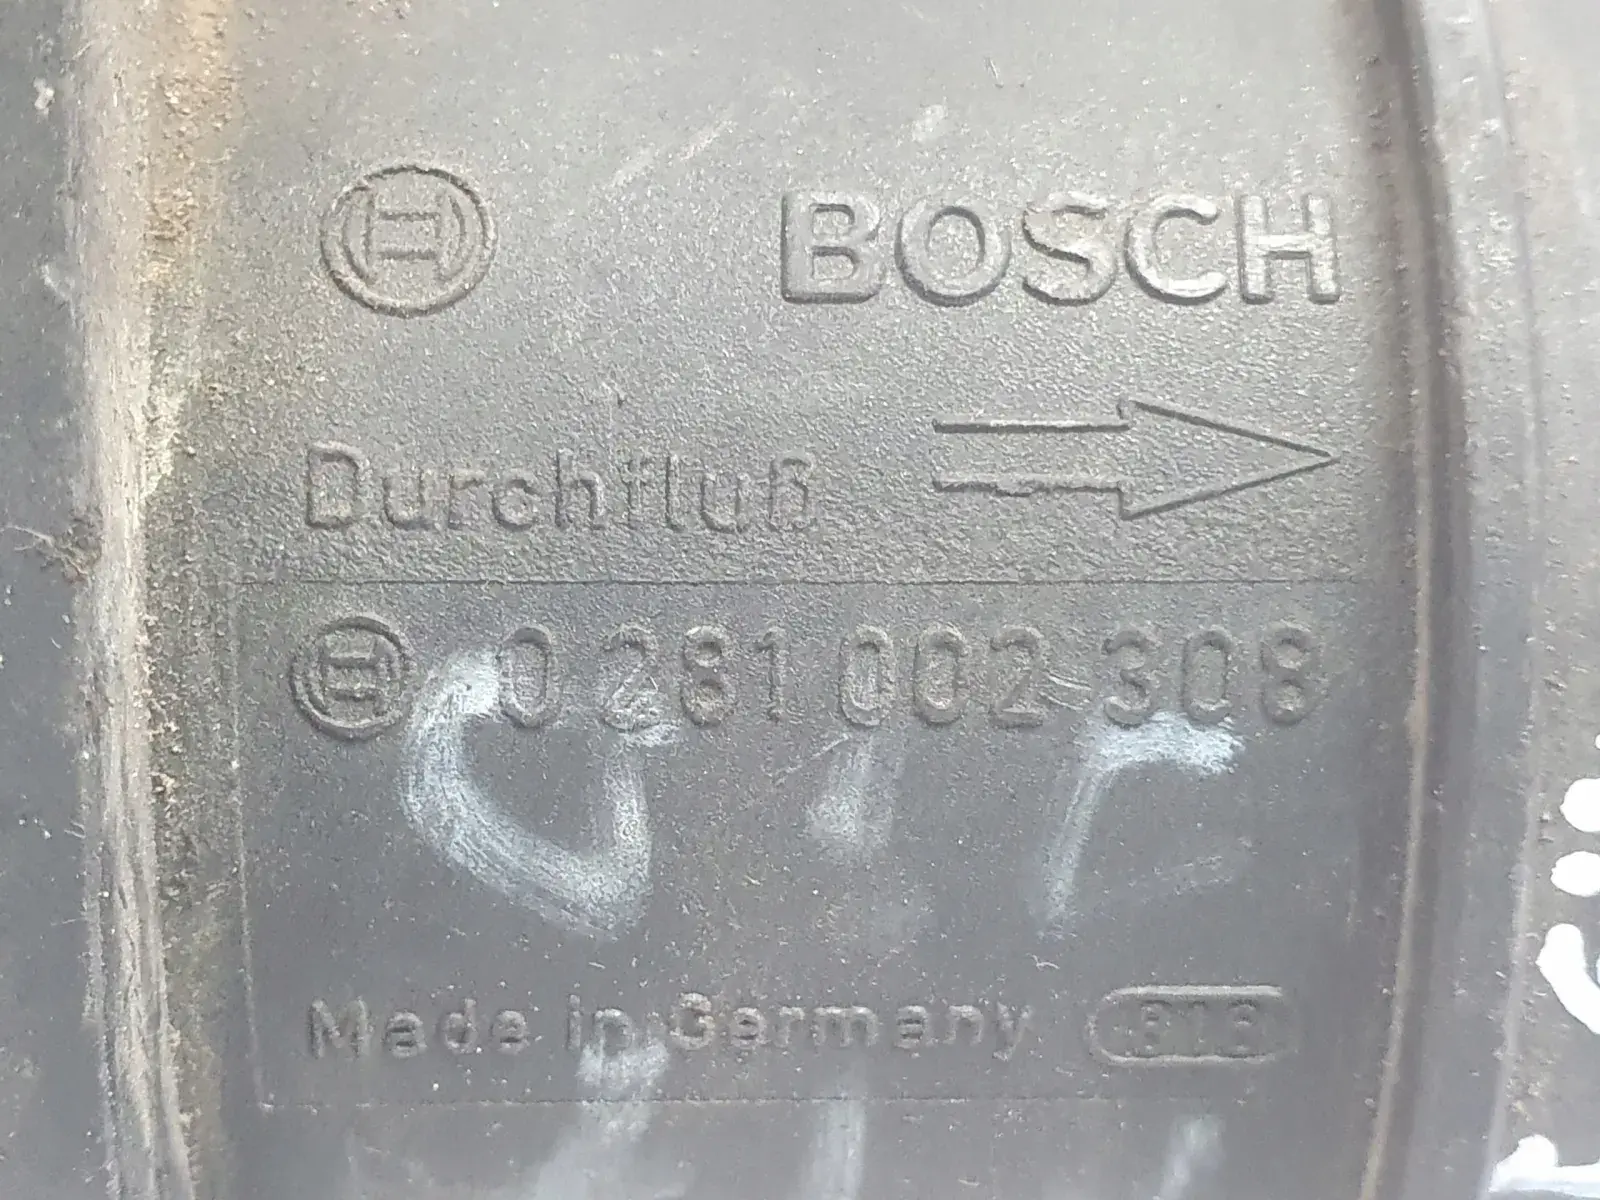 BOSCH
Durchfluß
0 281 002 308
Made in Germany